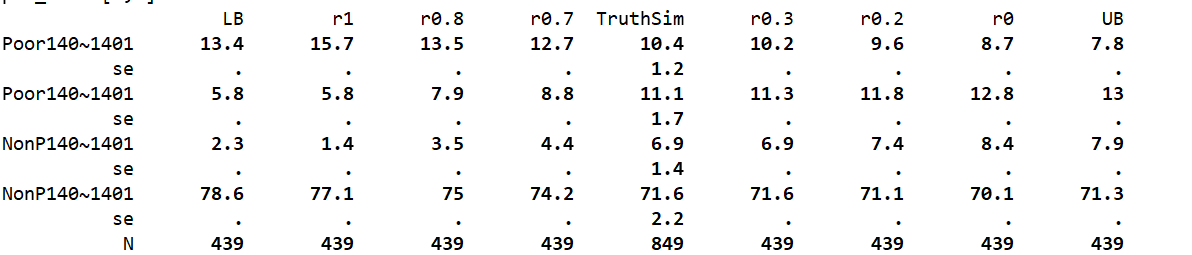 LB r1 r0.8 r0.7 TruthSim r0.3 r0.2 r0 UB
Poor140~1401 13.4 15.7 13.5 12.7 10.4 10.2 9.6 8.7 7.8
se . . . . 1.2 . . . .
Poor140~1401 5.8 5.8 7.9 8.8 11.1 11.3 11.8 12.8 13
se . . . . 1.7 . . . .
NonP140~1401 2.3 1.4 3.5 4.4 6.9 6.9 7.4 8.4 7.9
se . . . . 1.4 . . . .
NonP140~1401 78.6 77.1 75 74.2 71.6 71.6 71.1 70.1 71.3
se . . . . 2.2 . . . .
N 439 439 439 439 849 439 439 439 439